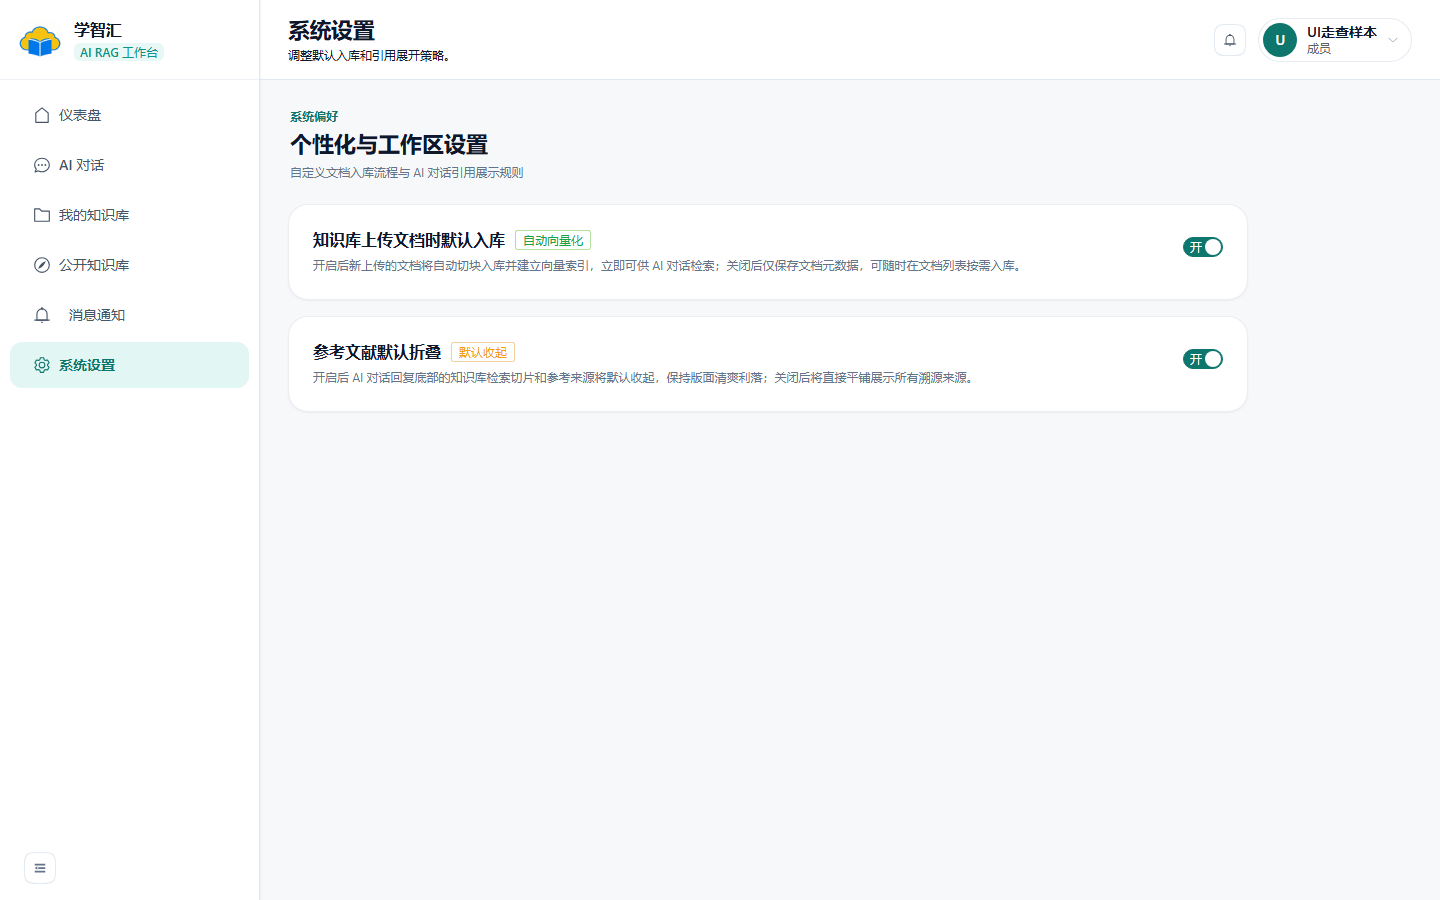 学智汇
AI RAG 工作台
仪表盘
AI 对话
我的知识库
公开知识库
消息通知
系统设置
系统设置
调整默认入库和引用展开策略。
U
UI走查样本
成员
系统偏好
个性化与工作区设置
自定义文档入库流程与 AI 对话引用展示规则
知识库上传文档时默认入库
自动向量化
开启后新上传的文档将自动切块入库并建立向量索引，立即可供 AI 对话检索；关闭后仅保存文档元数据，可随时在文档列表按需入库。
开
参考文献默认折叠
默认收起
开启后 AI 对话回复底部的知识库检索切片和参考来源将默认收起，保持版面清爽利落；关闭后将直接平铺展示所有溯源来源。
开